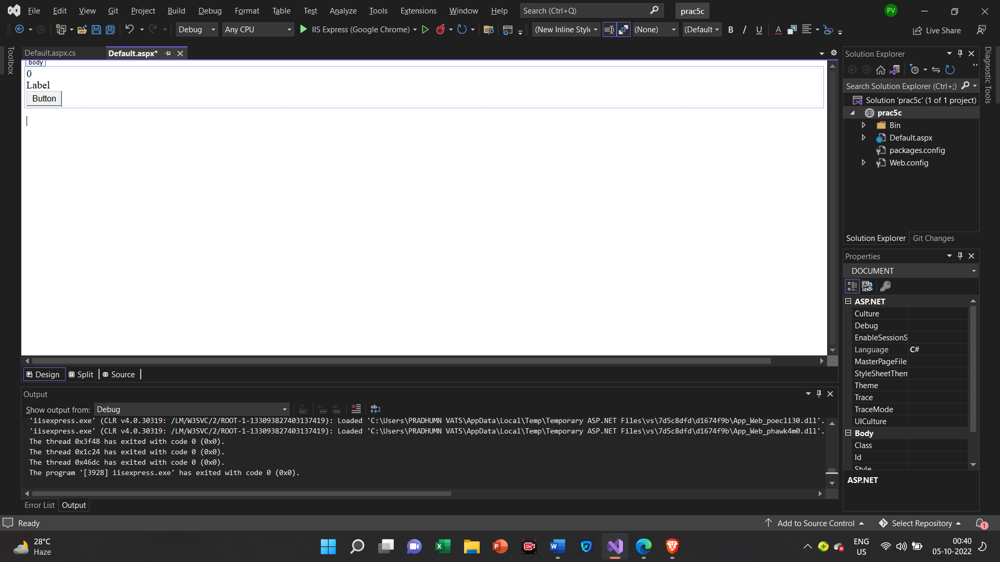 File Edit View Git Project Build Debug Format Table Test Analyze Tools Extensions Window Help Search (Ctrl+Q) prac5c PV
Debug Any CPU IIS Express (Google Chrome) (New Inline Style (None) (Default B I U A Live Share
Toolbox
Default.aspx.cs Default.aspx*
body
0
Label
Button
Design Split Source
Output
Show output from: Debug
'iisexpress.exe' (CLR v4.0.30319: /LM/W3SVC/2/ROOT-1-133093827403137419): Loaded 'C:\Users\PRADHUMN VATS\AppData\Local\Temp\Temporary ASP.NET Files\vs\7d5c8dfd\d1674f9b\App_Web_poecli30.dll'.
'iisexpress.exe' (CLR v4.0.30319: /LM/W3SVC/2/ROOT-1-133093827403137419): Loaded 'C:\Users\PRADHUMN VATS\AppData\Local\Temp\Temporary ASP.NET Files\vs\7d5c8dfd\d1674f9b\App_Web_phawk4m0.dll'.
The thread 0x3f48 has exited with code 0 (0x0).
The thread 0x1c24 has exited with code 0 (0x0).
The thread 0x46dc has exited with code 0 (0x0).
The program '[3928] iisexpress.exe' has exited with code 0 (0x0).
Error List Output
Solution Explorer
Search Solution Explorer (Ctrl+;)
Solution 'prac5c' (1 of 1 project)
prac5c
Bin
Default.aspx
packages.config
Web.config
Solution Explorer Git Changes
Properties
DOCUMENT
ASP.NET
Culture
Debug
EnableSessionS
Language C#
MasterPageFile
StyleSheetThem
Theme
Trace
TraceMode
UICulture
Body
Class
Id
Style
ASP.NET
Diagnostic Tools
Ready Add to Source Control Select Repository 1
28°C
Haze
ENG
US
00:40
05-10-2022